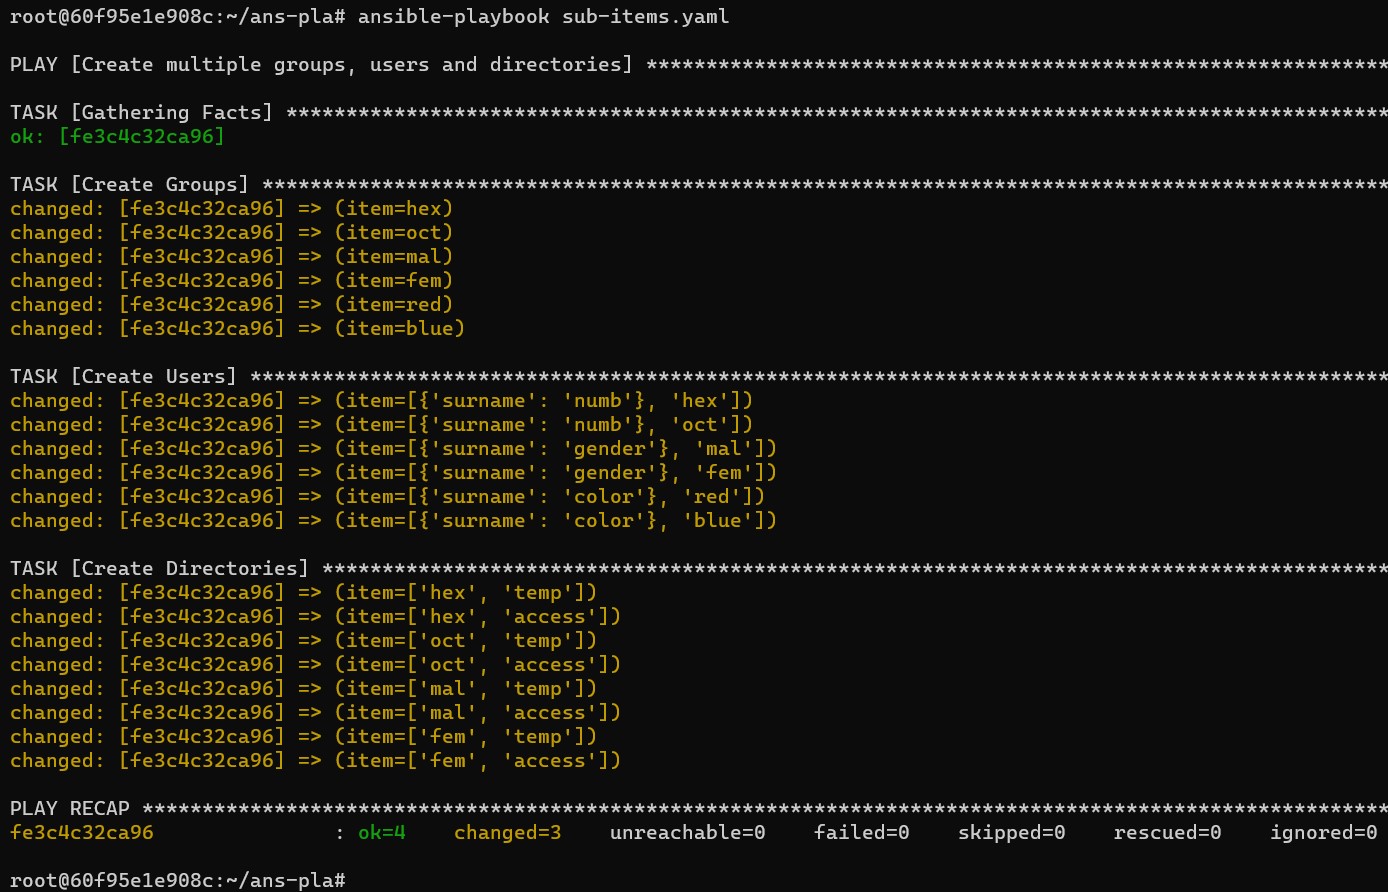 root@60f95e1e908c:~/ans-pla# ansible-playbook sub-items.yaml
PLAY [Create multiple groups, users and directories] **************************************************************
TASK [Gathering Facts] ********************************************************************************************
ok: [fe3c4c32ca96]
TASK [Create Groups] **********************************************************************************************
changed: [fe3c4c32ca96] => (item=hex)
changed: [fe3c4c32ca96] => (item=oct)
changed: [fe3c4c32ca96] => (item=mal)
changed: [fe3c4c32ca96] => (item=fem)
changed: [fe3c4c32ca96] => (item=red)
changed: [fe3c4c32ca96] => (item=blue)
TASK [Create Users] ***********************************************************************************************
changed: [fe3c4c32ca96] => (item=[{'surname': 'numb'}, 'hex'])
changed: [fe3c4c32ca96] => (item=[{'surname': 'numb'}, 'oct'])
changed: [fe3c4c32ca96] => (item=[{'surname': 'gender'}, 'mal'])
changed: [fe3c4c32ca96] => (item=[{'surname': 'gender'}, 'fem'])
changed: [fe3c4c32ca96] => (item=[{'surname': 'color'}, 'red'])
changed: [fe3c4c32ca96] => (item=[{'surname': 'color'}, 'blue'])
TASK [Create Directories] *****************************************************************************************
changed: [fe3c4c32ca96] => (item=['hex', 'temp'])
changed: [fe3c4c32ca96] => (item=['hex', 'access'])
changed: [fe3c4c32ca96] => (item=['oct', 'temp'])
changed: [fe3c4c32ca96] => (item=['oct', 'access'])
changed: [fe3c4c32ca96] => (item=['mal', 'temp'])
changed: [fe3c4c32ca96] => (item=['mal', 'access'])
changed: [fe3c4c32ca96] => (item=['fem', 'temp'])
changed: [fe3c4c32ca96] => (item=['fem', 'access'])
PLAY RECAP ********************************************************************************************************
fe3c4c32ca96               : ok=4    changed=3    unreachable=0    failed=0    skipped=0    rescued=0    ignored=0
root@60f95e1e908c:~/ans-pla#